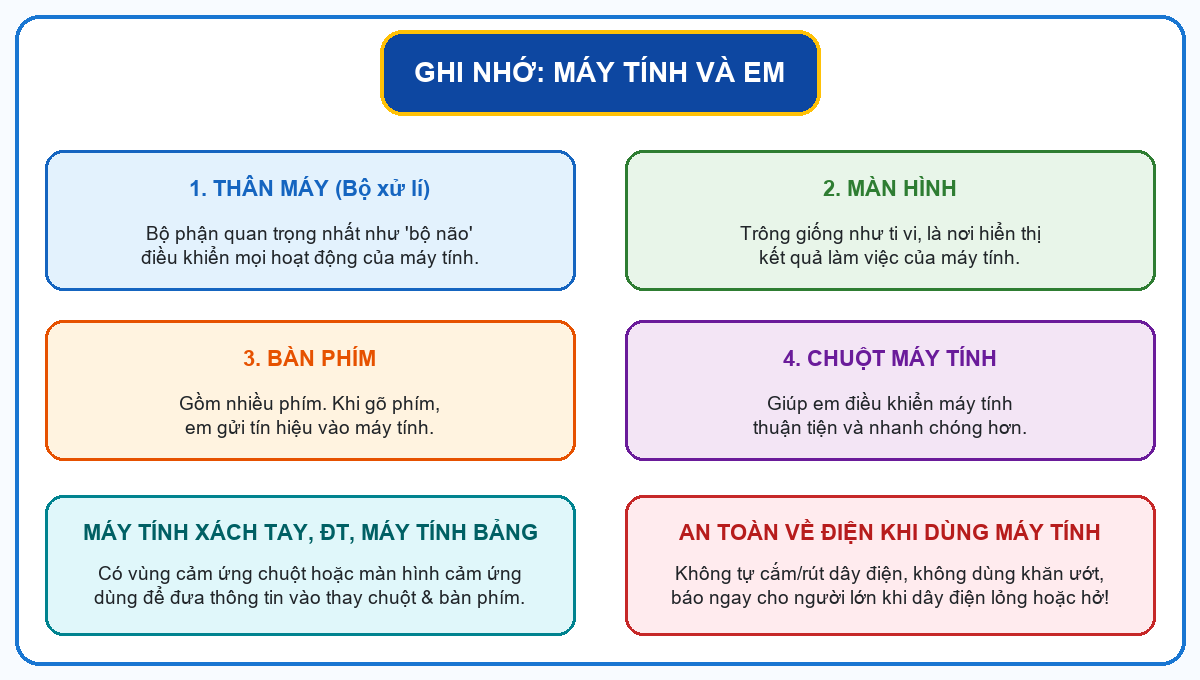 GHI NHỚ: MÁY TÍNH VÀ EM
1. THÂN MÁY (Bộ xử lí)
Bộ phận quan trọng nhất như 'bộ não'
điều khiển mọi hoạt động của máy tính.
2. MÀN HÌNH
Trông giống như ti vi, là nơi hiển thị
kết quả làm việc của máy tính.
3. BÀN PHÍM
Gồm nhiều phím. Khi gõ phím,
em gửi tín hiệu vào máy tính.
4. CHUỘT MÁY TÍNH
Giúp em điều khiển máy tính
thuận tiện và nhanh chóng hơn.
MÁY TÍNH XÁCH TAY, ĐT, MÁY TÍNH BẢNG
Có vùng cảm ứng chuột hoặc màn hình cảm ứng
dùng để đưa thông tin vào thay chuột & bàn phím.
AN TOÀN VỀ ĐIỆN KHI DÙNG MÁY TÍNH
Không tự cắm/rút dây điện, không dùng khăn ướt,
báo ngay cho người lớn khi dây điện lỏng hoặc hở!